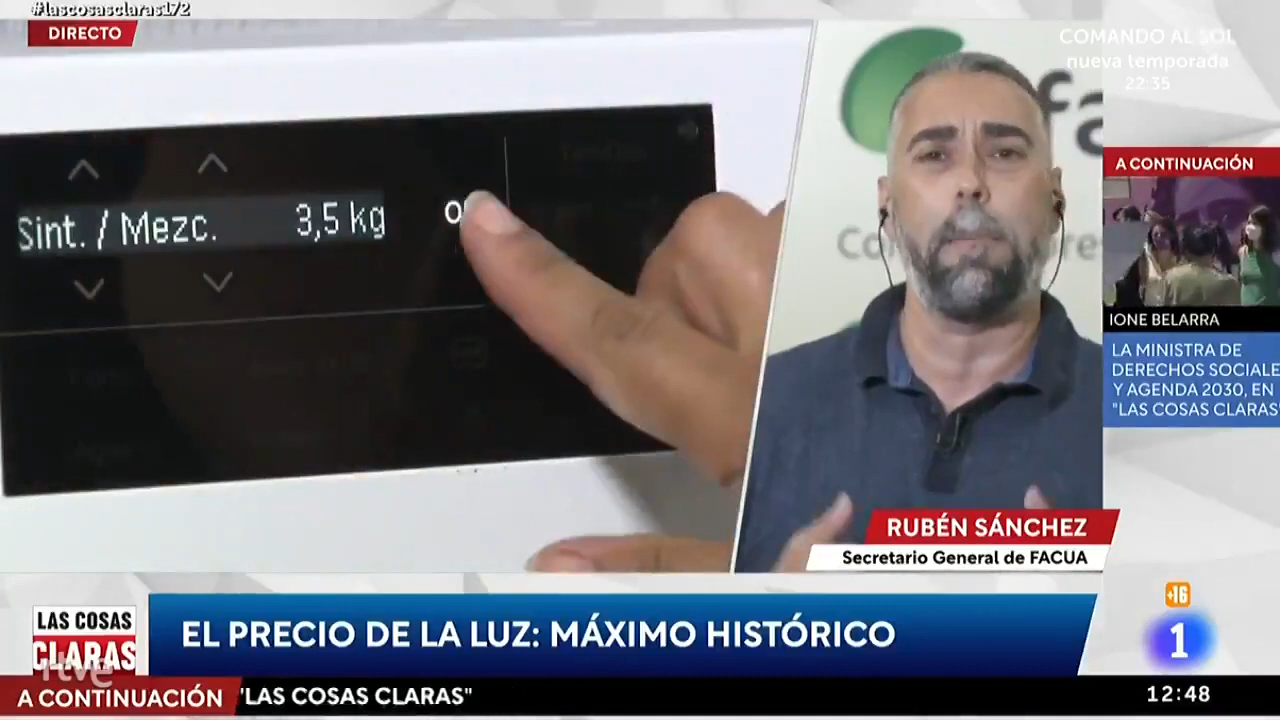 #lascosasclaras172
DIRECTO
COMANDO AL SOL
nueva temporada
22:35
Sint. / Mezc. 3,5 kg
fa
A CONTINUACIÓN
IONE BELARRA
LA MINISTRA DE
DERECHOS SOCIALE
Y AGENDA 2030, EN
"LAS COSAS CLARAS"
RUBÉN SÁNCHEZ
Secretario General de FACUA
+16
LAS COSAS
CLARAS
rtve
EL PRECIO DE LA LUZ: MÁXIMO HISTÓRICO
1
A CONTINUACIÓN "LAS COSAS CLARAS"
12:48